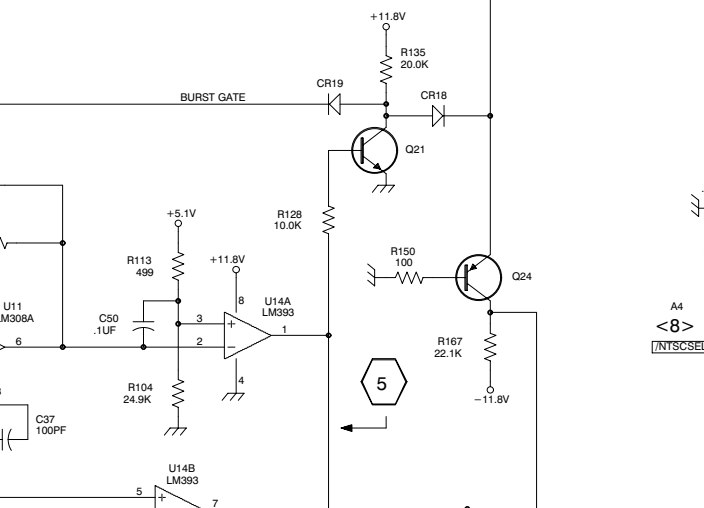 +11.8V
R135
20.0K
CR19
CR18
BURST GATE
Q21
+5.1V
R128
10.0K
R113
499
+11.8V
R150
100
Q24
8
U14A
LM393
C50
.1UF
3
+
1
2
−
U11
LM308A
6
A4
<8>
/NTSCSEL
R167
22.1K
R104
24.9K
4
5
−11.8V
C37
100PF
U14B
LM393
5
+
7